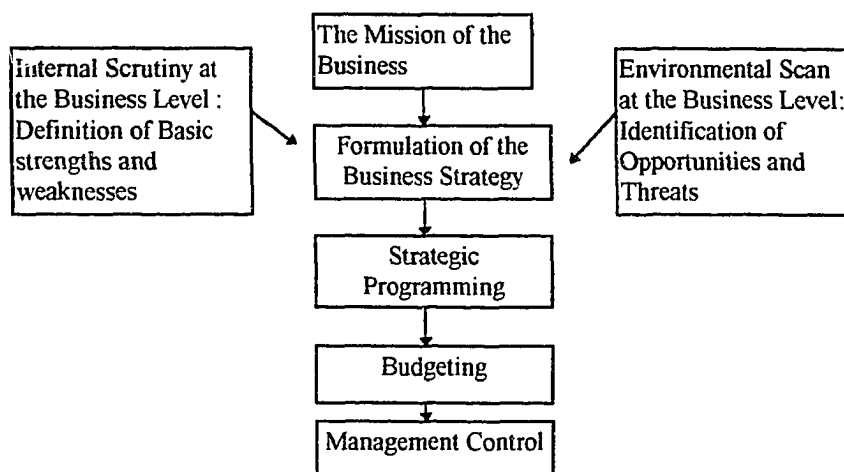 The Mission of the
Business
Internal Scrutiny at
the Business Level :
Definition of Basic
strengths and
weaknesses
Environmental Scan
at the Business Level:
Identification of
Opportunities and
Threats
Formulation of the
Business Strategy
Strategic
Programming
Budgeting
Management Control